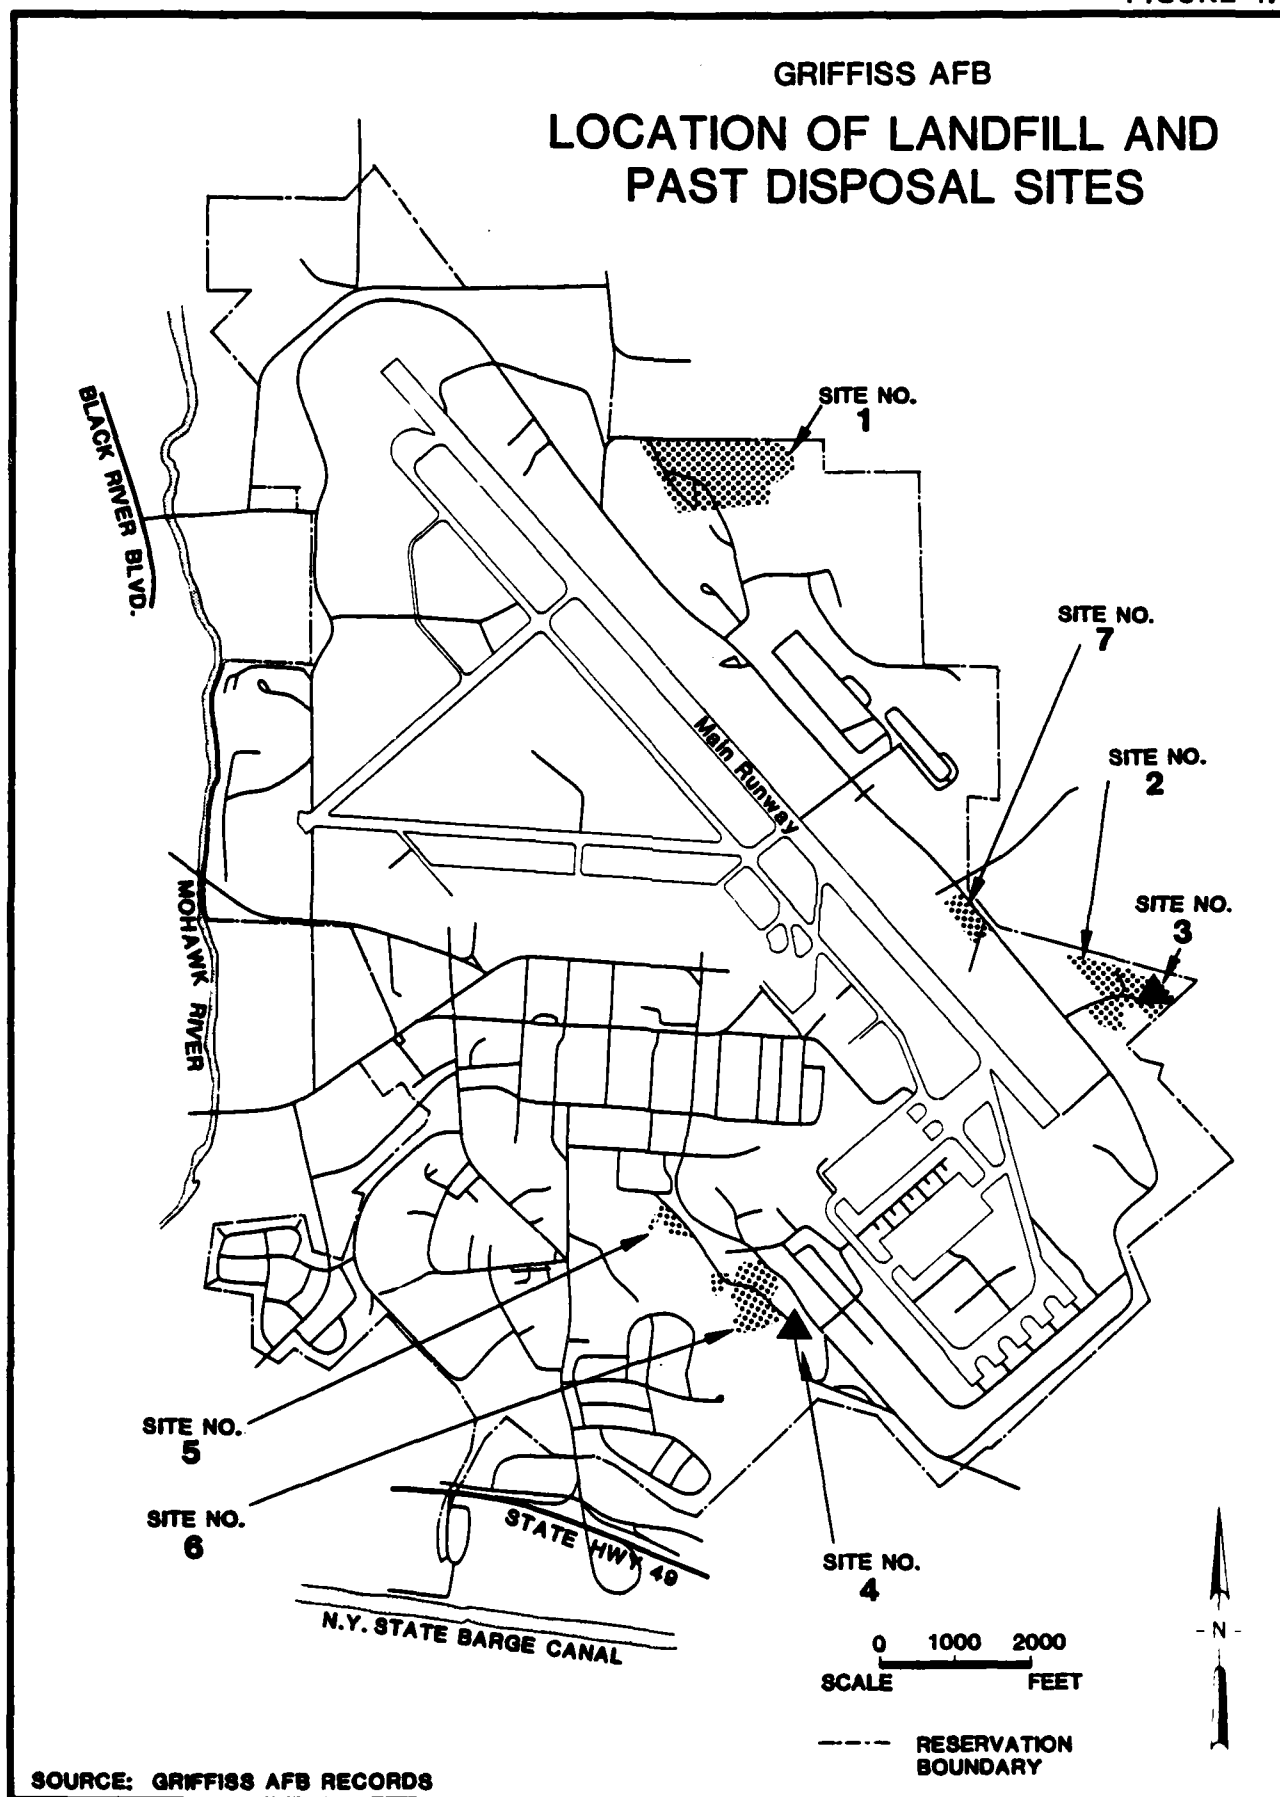 GRIFFISS AFB
LOCATION OF LANDFILL AND
PAST DISPOSAL SITES
SITE NO.
1
BLACK RIVER BLVD.
SITE NO.
7
Main Runway
SITE NO.
2
SITE NO.
3
MOHAWK RIVER
SITE NO.
5
SITE NO.
6
STATE HWY 49
SITE NO.
4
N.Y. STATE BARGE CANAL
0 1000 2000
SCALE FEET
- N -
RESERVATION
BOUNDARY
SOURCE: GRIFFISS AFB RECORDS